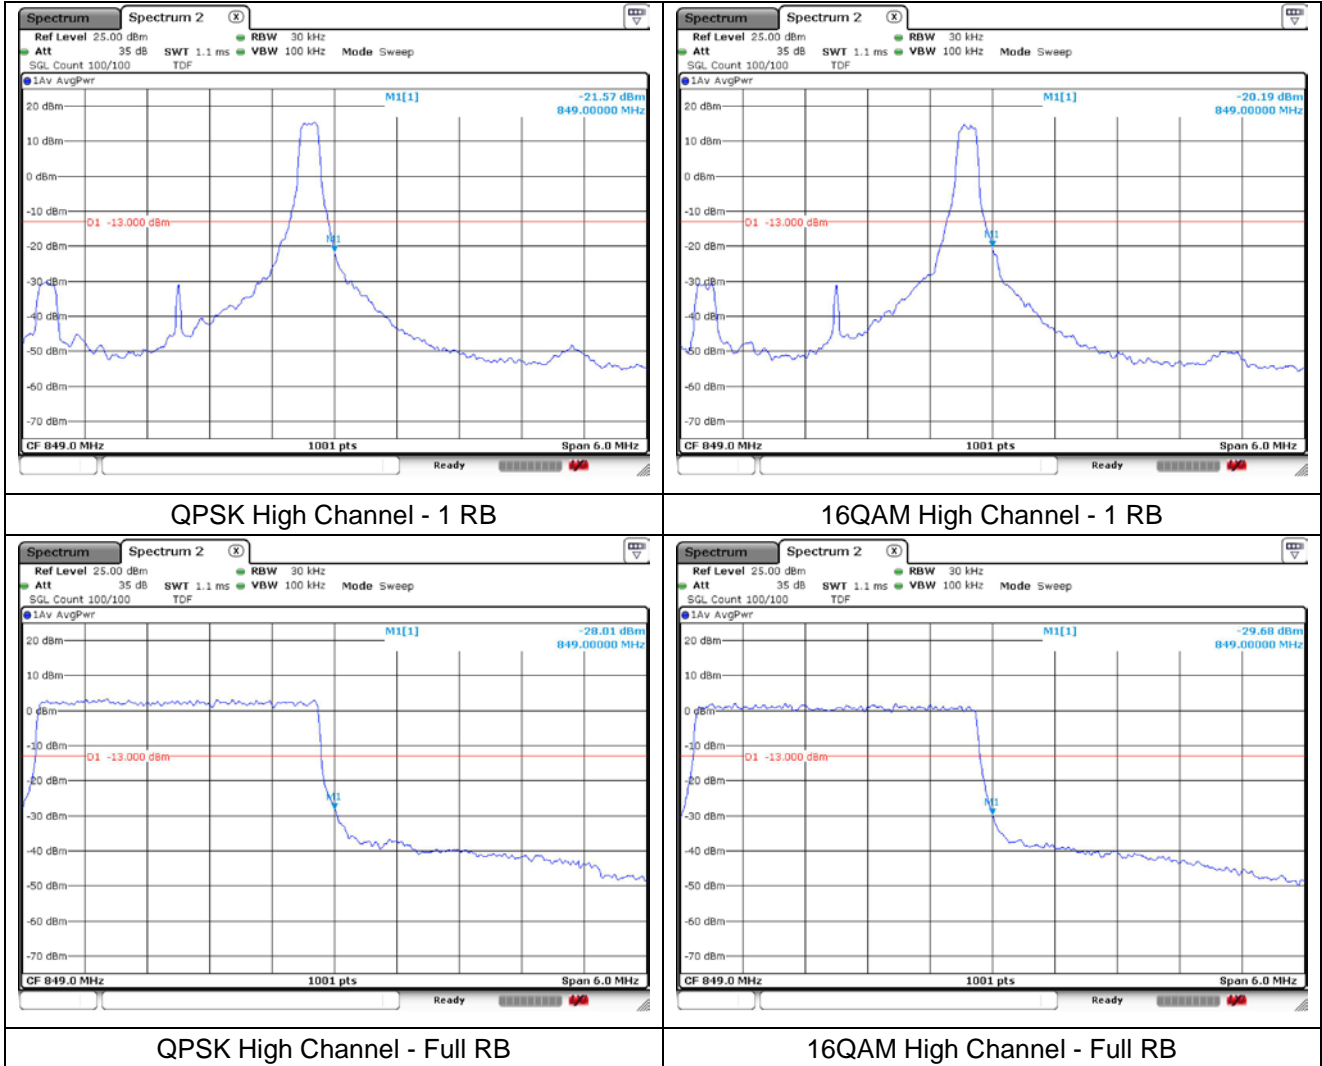 Spectrum Spectrum 2 X
Ref Level 25.00 dBm RBW 30 kHz
Att 35 dB SWT 1.1 ms VBW 100 kHz Mode Sweep
SGL Count 100/100 TDF
1Av AvgPwr
M1[1] -21.57 dBm
849.00000 MHz
20 dBm
10 dBm
0 dBm
-10 dBm
D1 -13.000 dBm
M1
-20 dBm
-30 dBm
-40 dBm
-50 dBm
-60 dBm
-70 dBm
CF 849.0 MHz 1001 pts Span 6.0 MHz
Ready
QPSK High Channel - 1 RB
Spectrum Spectrum 2 X
Ref Level 25.00 dBm RBW 30 kHz
Att 35 dB SWT 1.1 ms VBW 100 kHz Mode Sweep
SGL Count 100/100 TDF
1Av AvgPwr
M1[1] -20.19 dBm
849.00000 MHz
20 dBm
10 dBm
0 dBm
-10 dBm
D1 -13.000 dBm
M1
-20 dBm
-30 dBm
-40 dBm
-50 dBm
-60 dBm
-70 dBm
CF 849.0 MHz 1001 pts Span 6.0 MHz
Ready
16QAM High Channel - 1 RB
Spectrum Spectrum 2 X
Ref Level 25.00 dBm RBW 30 kHz
Att 35 dB SWT 1.1 ms VBW 100 kHz Mode Sweep
SGL Count 100/100 TDF
1Av AvgPwr
M1[1] -28.01 dBm
849.00000 MHz
20 dBm
10 dBm
0 dBm
-10 dBm
D1 -13.000 dBm
-20 dBm
M1
-30 dBm
-40 dBm
-50 dBm
-60 dBm
-70 dBm
CF 849.0 MHz 1001 pts Span 6.0 MHz
Ready
QPSK High Channel - Full RB
Spectrum Spectrum 2 X
Ref Level 25.00 dBm RBW 30 kHz
Att 35 dB SWT 1.1 ms VBW 100 kHz Mode Sweep
SGL Count 100/100 TDF
1Av AvgPwr
M1[1] -29.68 dBm
849.00000 MHz
20 dBm
10 dBm
0 dBm
-10 dBm
D1 -13.000 dBm
-20 dBm
M1
-30 dBm
-40 dBm
-50 dBm
-60 dBm
-70 dBm
CF 849.0 MHz 1001 pts Span 6.0 MHz
Ready
16QAM High Channel - Full RB